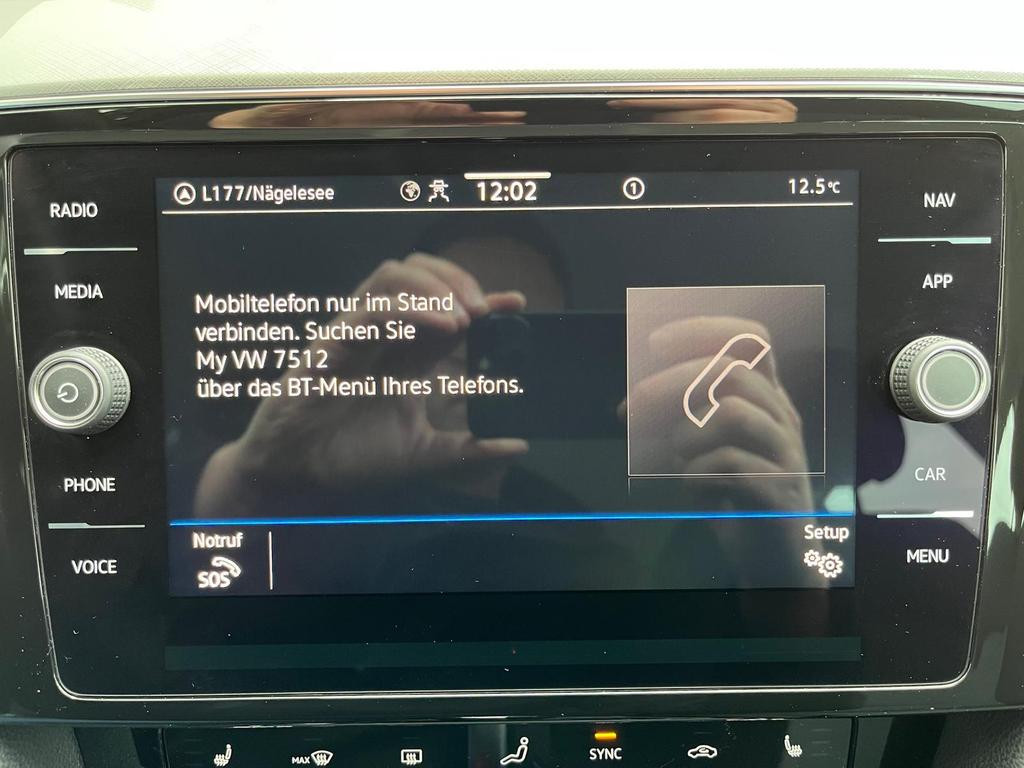 L177/Nägelesee
12:02
1
12.5°C
RADIO
MEDIA
PHONE
VOICE
Mobiltelefon nur im Stand
verbinden. Suchen Sie
My VW 7512
über das BT-Menü Ihres Telefons.
Notruf
SOS
Setup
NAV
APP
CAR
MENU
MAX
SYNC